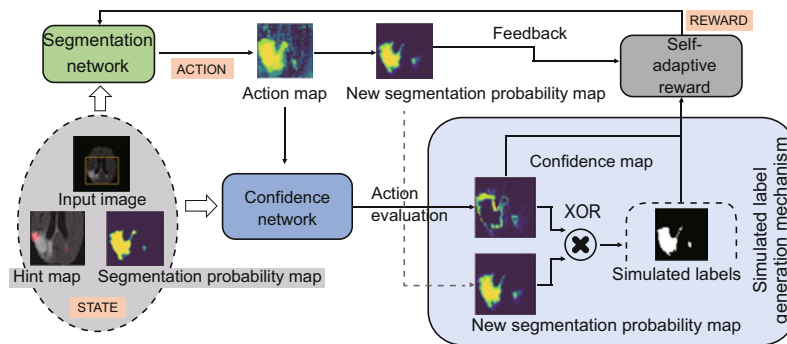 REWARD
Segmentation
network
ACTION
Feedback
Self-
adaptive
reward
Action map
New segmentation probability map
Input image
Hint map
Segmentation probability map
STATE
Confidence
network
Action
evaluation
Confidence map
XOR
Simulated labels
New segmentation probability map
Simulated label
generation mechanism